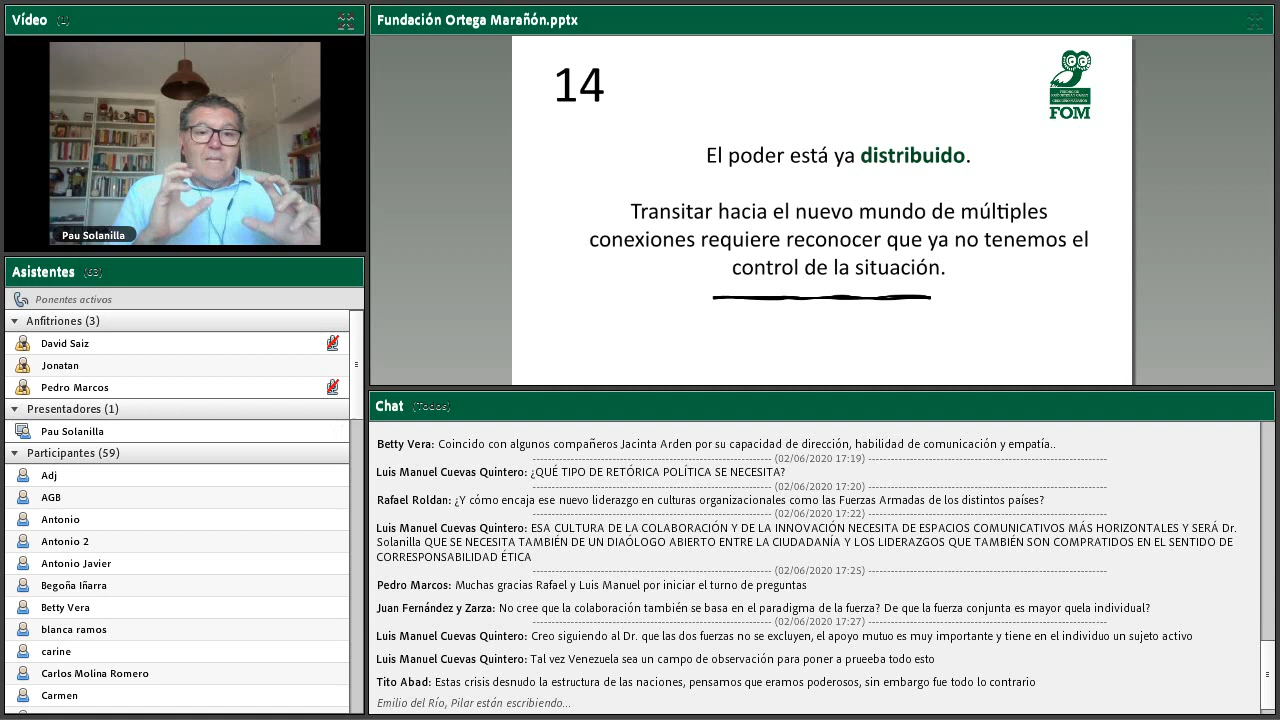 Vídeo (1)
Pau Solanilla
Asistentes (63)
Ponentes activos
Anfitriones (3)
David Saiz
Jonatan
Pedro Marcos
Presentadores (1)
Pau Solanilla
Participantes (59)
Adj
AGB
Antonio
Antonio 2
Antonio Javier
Begoña Iñarra
Betty Vera
blanca ramos
carine
Carlos Molina Romero
Carmen
Fundación Ortega Marañón.pptx
14
FOM
El poder está ya distribuido.
Transitar hacia el nuevo mundo de múltiples
conexiones requiere reconocer que ya no tenemos el
control de la situación.
Chat (Todos)
Betty Vera: Coincido con algunos compañeros Jacinta Arden por su capacidad de dirección, habilidad de comunicación y empatía..
(02/06/2020 17:19)
Luis Manuel Cuevas Quintero: ¿QUÉ TIPO DE RETÓRICA POLÍTICA SE NECESITA?
(02/06/2020 17:20)
Rafael Roldan: ¿Y cómo encaja ese nuevo liderazgo en culturas organizacionales como las Fuerzas Armadas de los distintos países?
(02/06/2020 17:22)
Luis Manuel Cuevas Quintero: ESA CULTURA DE LA COLABORACIÓN Y DE LA INNOVACIÓN NECESITA DE ESPACIOS COMUNICATIVOS MÁS HORIZONTALES Y SERÁ Dr.
Solanilla QUE SE NECESITA TAMBIÉN DE UN DIAÓLOGO ABIERTO ENTRE LA CIUDADANÍA Y LOS LIDERAZGOS QUE TAMBIÉN SON COMPRATIDOS EN EL SENTIDO DE
CORRESPONSABILIDAD ÉTICA
(02/06/2020 17:25)
Pedro Marcos: Muchas gracias Rafael y Luis Manuel por iniciar el turno de preguntas
Juan Fernández y Zarza: No cree que la colaboración también se basa en el paradigma de la fuerza? De que la fuerza conjunta es mayor quela individual?
(02/06/2020 17:27)
Luis Manuel Cuevas Quintero: Creo siguiendo al Dr. que las dos fuerzas no se excluyen, el apoyo mutuo es muy importante y tiene en el individuo un sujeto activo
Luis Manuel Cuevas Quintero: Tal vez Venezuela sea un campo de observación para poner a prueeba todo esto
Tito Abad: Estas crisis desnudo la estructura de las naciones, pensamos que eramos poderosos, sin embargo fue todo lo contrario
Emilio del Río, Pilar están escribiendo...